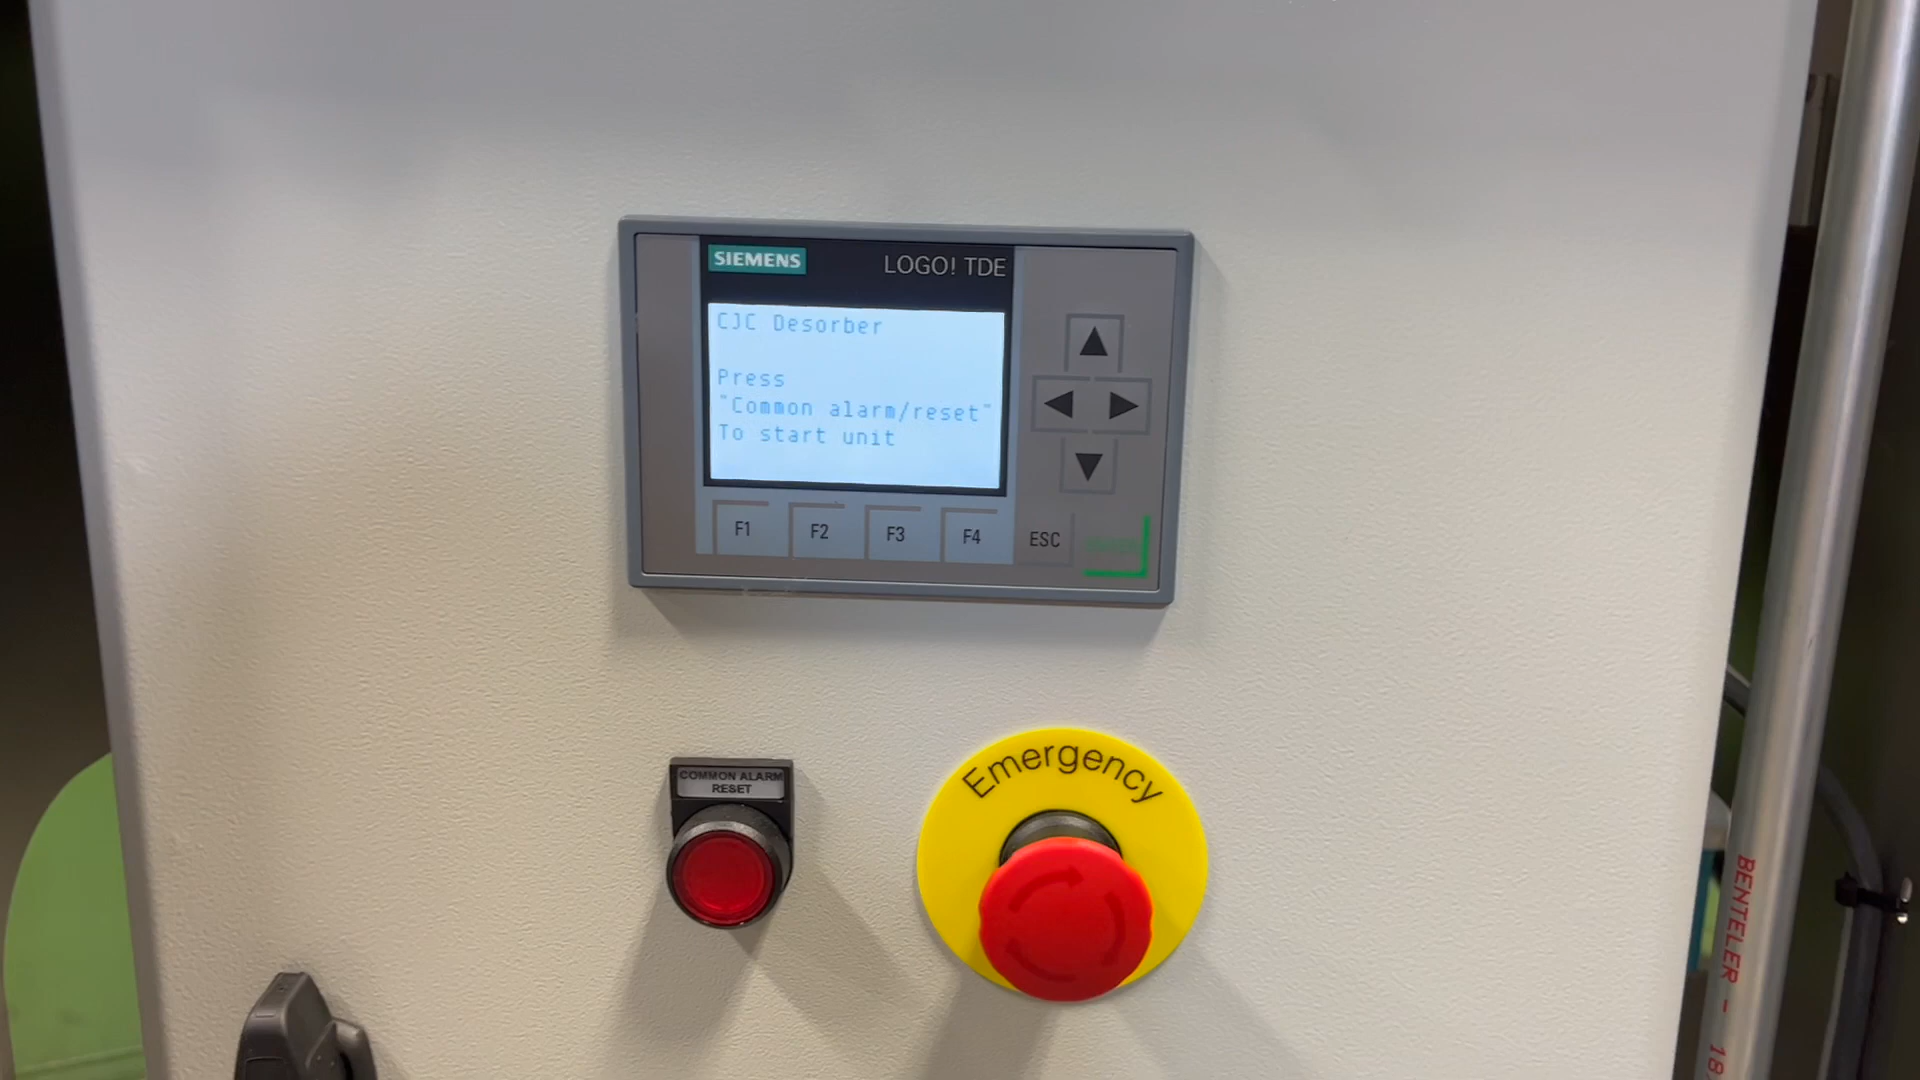 SIEMENS
LOGO! TDE
CJC Desorber
Press
"Common alarm/reset"
To start unit
F1
F2
F3
F4
ESC
COMMON ALARM
RESET
Emergency
BENTELER -